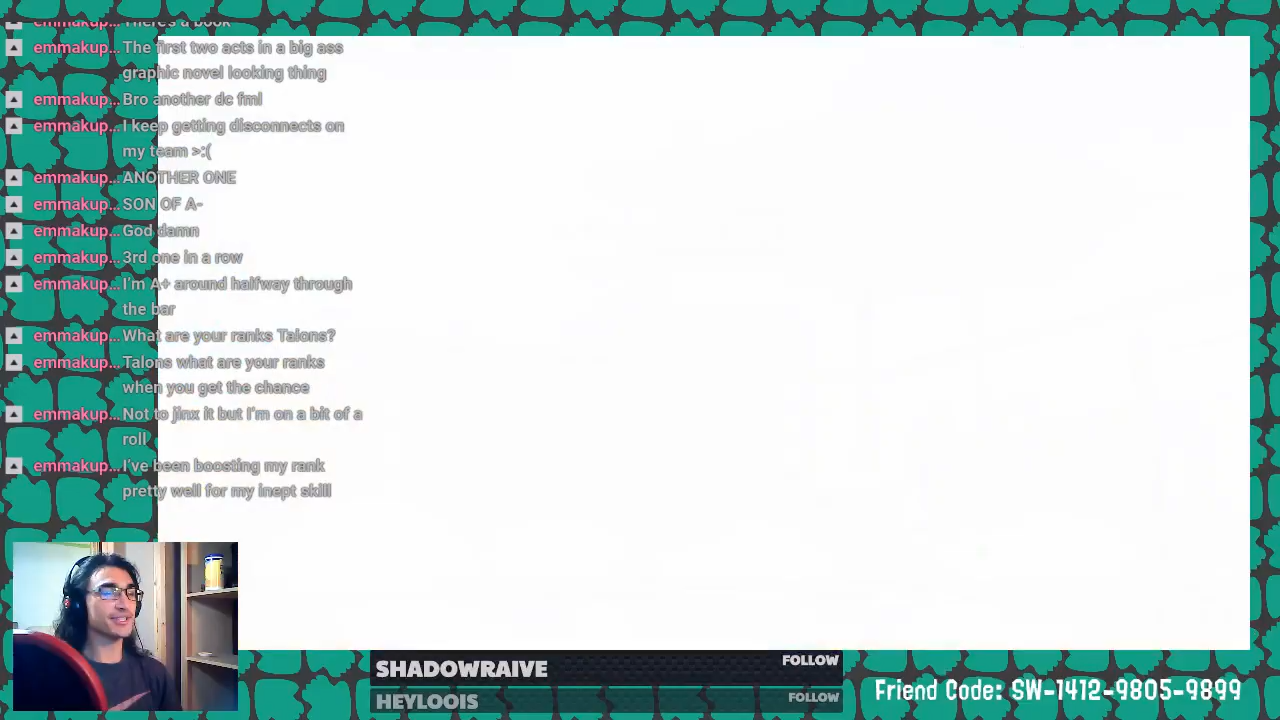 emmakup... There's a book
emmakup... The first two acts in a big ass
graphic novel looking thing
emmakup... Bro another dc fml
emmakup... I keep getting disconnects on
my team >:(
emmakup... ANOTHER ONE
emmakup... SON OF A-
emmakup... God damn
emmakup... 3rd one in a row
emmakup... I'm A+ around halfway through
the bar
emmakup... What are your ranks Talons?
emmakup... Talons what are your ranks
when you get the chance
emmakup... Not to jinx it but I'm on a bit of a
roll
emmakup... I've been boosting my rank
pretty well for my inept skill
SHADOWRAIVE FOLLOW
HEYLOOIS FOLLOW
Friend Code: SW-1412-9805-9899